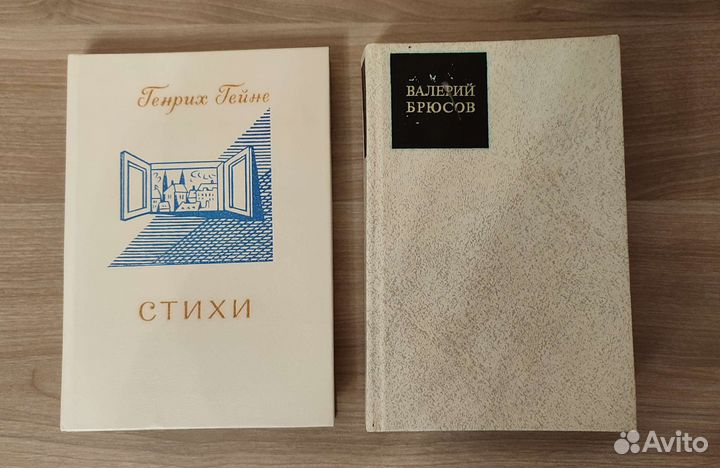 Генрих Гейне
СТИХИ
ВАЛЕРИЙ
БРЮСОВ
Avito